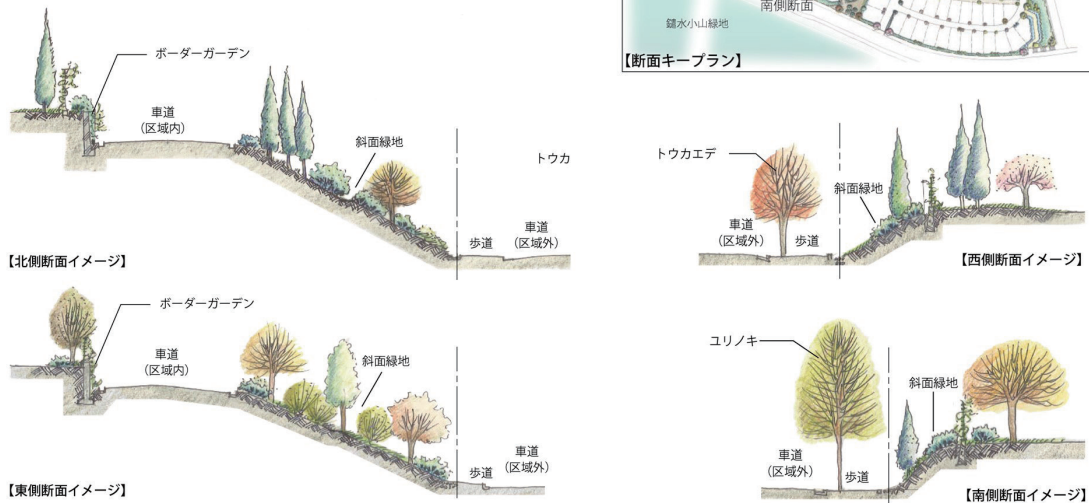 ボーダーガーデン
車道
（区域内）
斜面緑地
トウカ
歩道
車道
（区域外）
【北側断面イメージ】
ボーダーガーデン
車道
（区域内）
斜面緑地
歩道
車道
（区域外）
【東側断面イメージ】
南側断面
鑓水小山緑地
【断面キープラン】
トウカエデ
斜面緑地
車道
（区域外）
歩道
【西側断面イメージ】
ユリノキ
斜面緑地
車道
（区域外）
歩道
【南側断面イメージ】